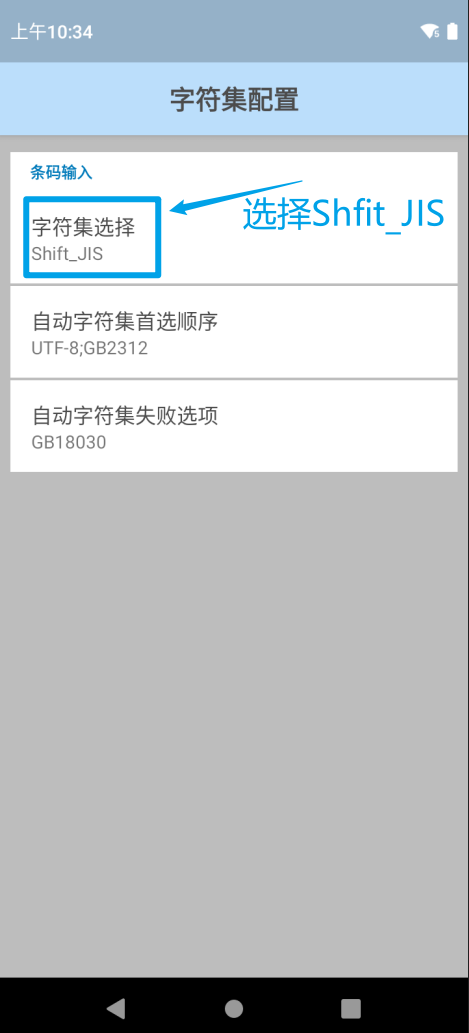 上午10:34
字符集配置
条码输入
字符集选择
Shift_JIS
选择Shfit_JIS
自动字符集首选顺序
UTF-8;GB2312
自动字符集失败选项
GB18030